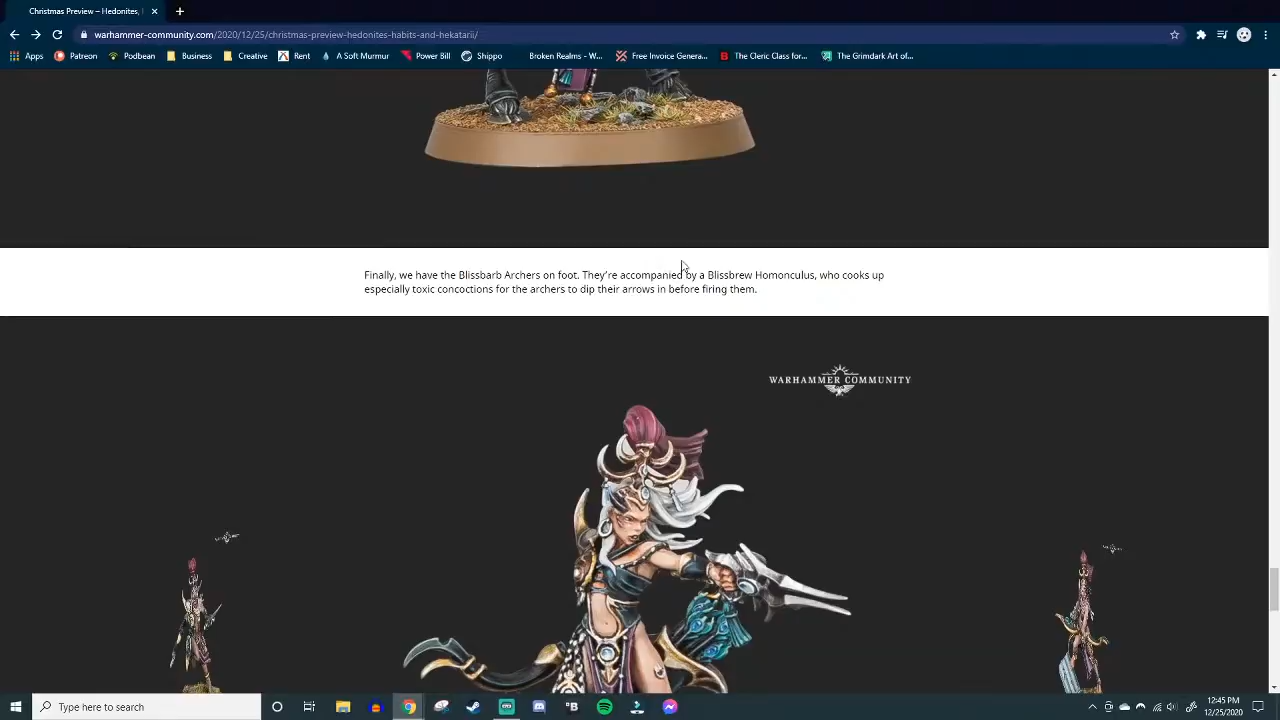 Christmas Preview – Hedonites,
warhammer-community.com/2020/12/25/christmas-preview-hedonites-habits-and-hekatarii/
Apps Patreon Podbean Business Creative Rent A Soft Murmur Power Bill Shippo Broken Realms - W... Free Invoice Genera... The Cleric Class for... The Grimdark Art of...
Finally, we have the Blissbarb Archers on foot. They're accompanied by a Blissbrew Homonculus, who cooks up
especially toxic concoctions for the archers to dip their arrows in before firing them.
WARHAMMER COMMUNITY
Type here to search
12:45 PM
12/25/2020